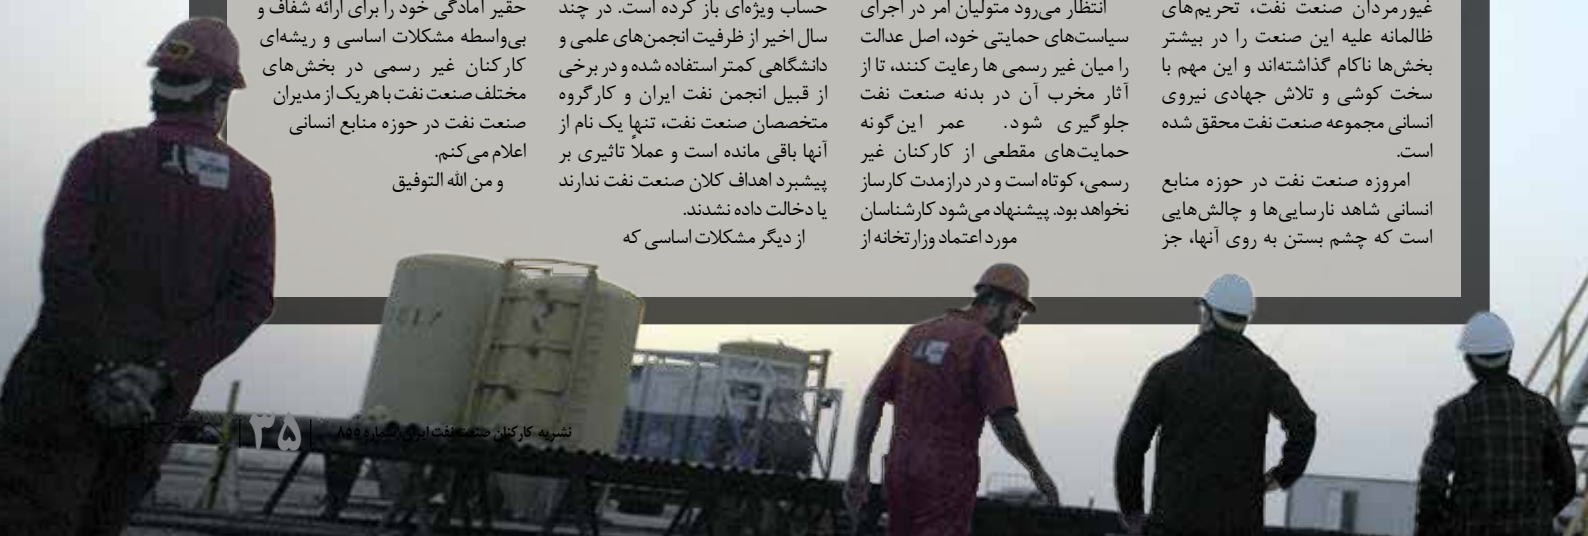 غیورمردان صنعت نفت، تحریم‌های
ظالمانه علیه این صنعت را در بیشتر
بخش‌ها ناکام گذاشته‌اند و این مهم با
سخت کوشی و تلاش جهادی نیروی
انسانی مجموعه صنعت نفت محقق شده
است.
امروزه صنعت نفت در حوزه منابع
انسانی شاهد نارسایی‌ها و چالش‌هایی
است که چشم بستن به روی آنها، جز
انتظار می‌رود متولیان امر در اجرای
سیاست‌های حمایتی خود، اصل عدالت
را میان غیر رسمی ها رعایت کنند، تا از
آثار مخرب آن در بدنه صنعت نفت
جلوگیری شود. عمر این‌گونه
حمایت‌های مقطعی از کارکنان غیر
رسمی، کوتاه است و در درازمدت کارساز
نخواهد بود. پیشنهاد می‌شود کارشناسان
مورد اعتماد وزارتخانه از
حساب ویژه‌ای باز کرده است. در چند
سال اخیر از ظرفیت انجمن‌های علمی و
دانشگاهی کمتر استفاده شده و در برخی
از قبیل انجمن نفت ایران و کارگروه
متخصصان صنعت نفت، تنها یک نام از
آنها باقی مانده است و عملاً تاثیری بر
پیشبرد اهداف کلان صنعت نفت ندارند
یا دخالت داده نشدند.
از دیگر مشکلات اساسی که
حقیر آمادگی خود را برای ارائه شفاف و
بی‌واسطه مشکلات اساسی و ریشه‌ای
کارکنان غیر رسمی در بخش‌های
مختلف صنعت نفت با هریک از مدیران
صنعت نفت در حوزه منابع انسانی
اعلام می‌کنم.
و من الله التوفیق
نشریه کارکنان صنعت نفت ایران شماره ۸۵۵
۳۵